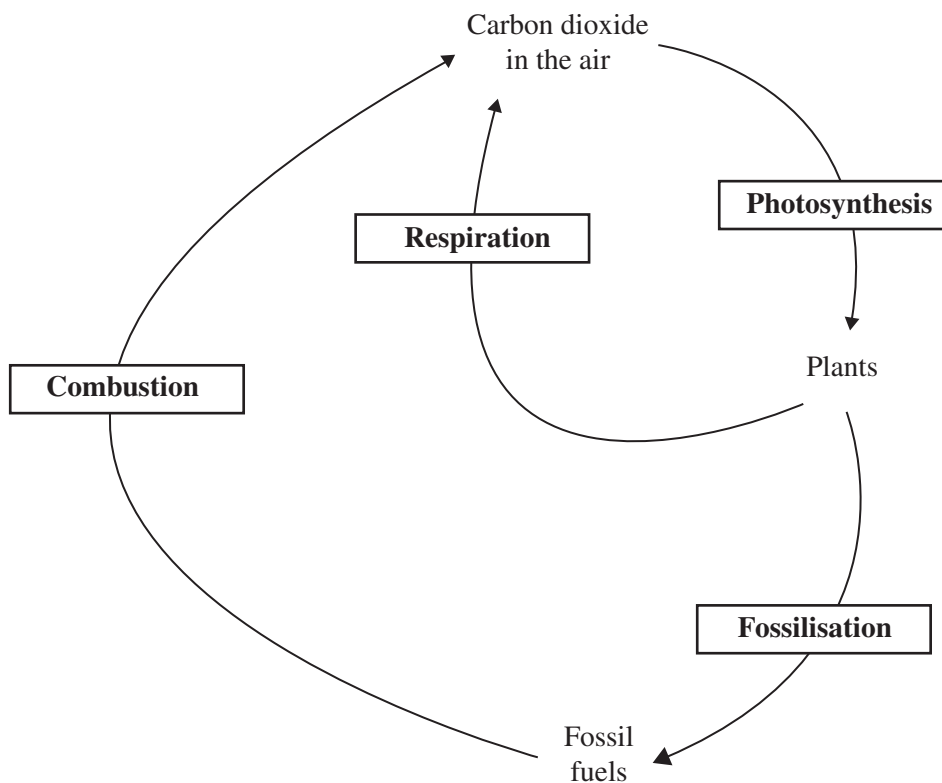 Carbon dioxide
in the air
Photosynthesis
Respiration
Plants
Combustion
Fossilisation
Fossil
fuels